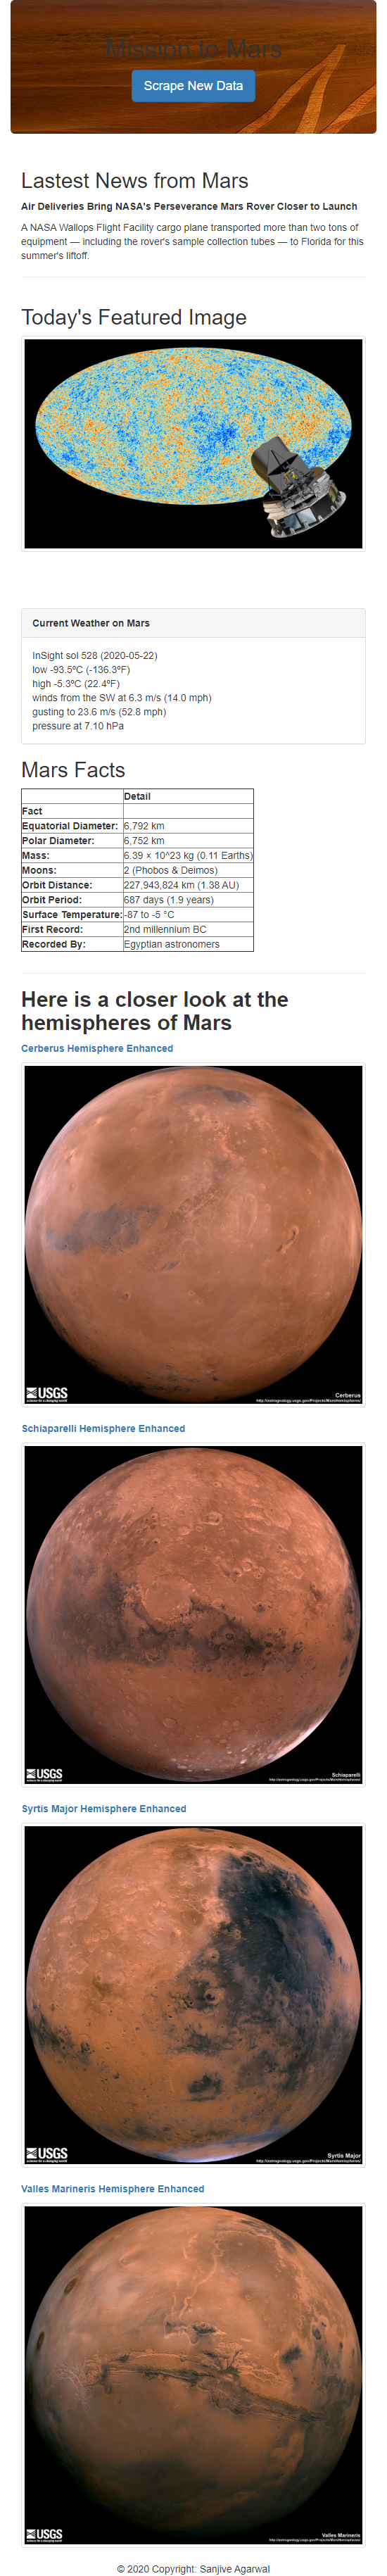 Mission to Mars
Scrape New Data
Lastest News from Mars
Air Deliveries Bring NASA's Perseverance Mars Rover Closer to Launch
A NASA Wallops Flight Facility cargo plane transported more than two tons of
equipment — including the rover's sample collection tubes — to Florida for this
summer's liftoff.
Today's Featured Image
Current Weather on Mars
InSight sol 528 (2020-05-22)
low -93.5ºC (-136.3ºF)
high -5.3ºC (22.4ºF)
winds from the SW at 6.3 m/s (14.0 mph)
gusting to 23.6 m/s (52.8 mph)
pressure at 7.10 hPa
Mars Facts
Detail
Fact
Equatorial Diameter: 6,792 km
Polar Diameter: 6,752 km
Mass: 6.39 × 10^23 kg (0.11 Earths)
Moons: 2 (Phobos & Deimos)
Orbit Distance: 227,943,824 km (1.38 AU)
Orbit Period: 687 days (1.9 years)
Surface Temperature: -87 to -5 °C
First Record: 2nd millennium BC
Recorded By: Egyptian astronomers
Here is a closer look at the
hemispheres of Mars
Cerberus Hemisphere Enhanced
USGS
Cerberus
Schiaparelli Hemisphere Enhanced
USGS
Schiaparelli
Syrtis Major Hemisphere Enhanced
USGS
Syrtis Major
Valles Marineris Hemisphere Enhanced
USGS
Valles Marineris
© 2020 Copyright: Sanjive Agarwal